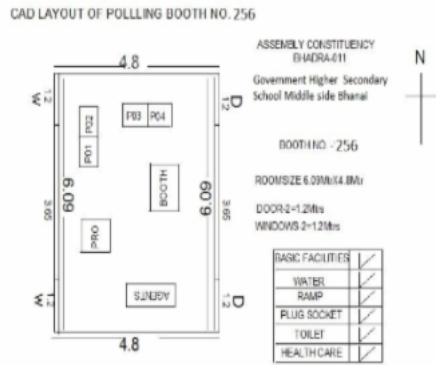 CAD LAYOUT OF POLLLING BOOTH NO. 256
4.8
ASSEMBLY CONSTITUENCY
BHADRA-011
Government Higher Secondary
School Middle side Bhanai
N
W
1.2
D
1.2
P02
P01
P03
P04
BOOTH NO. - 256
6.09
3.65
BOOTH
6.09
3.65
ROOMSIZE 6.09MtrX4.8Mtr
DOOR-2=1.2Mtrs
WINDOWS-2=1.2Mtrs
PRO
AGENTS
W
1.2
D
1.2
4.8
BASIC FACILITIES
WATER
RAMP
PLUG SOCKET
TOILET
HEALTH CARE